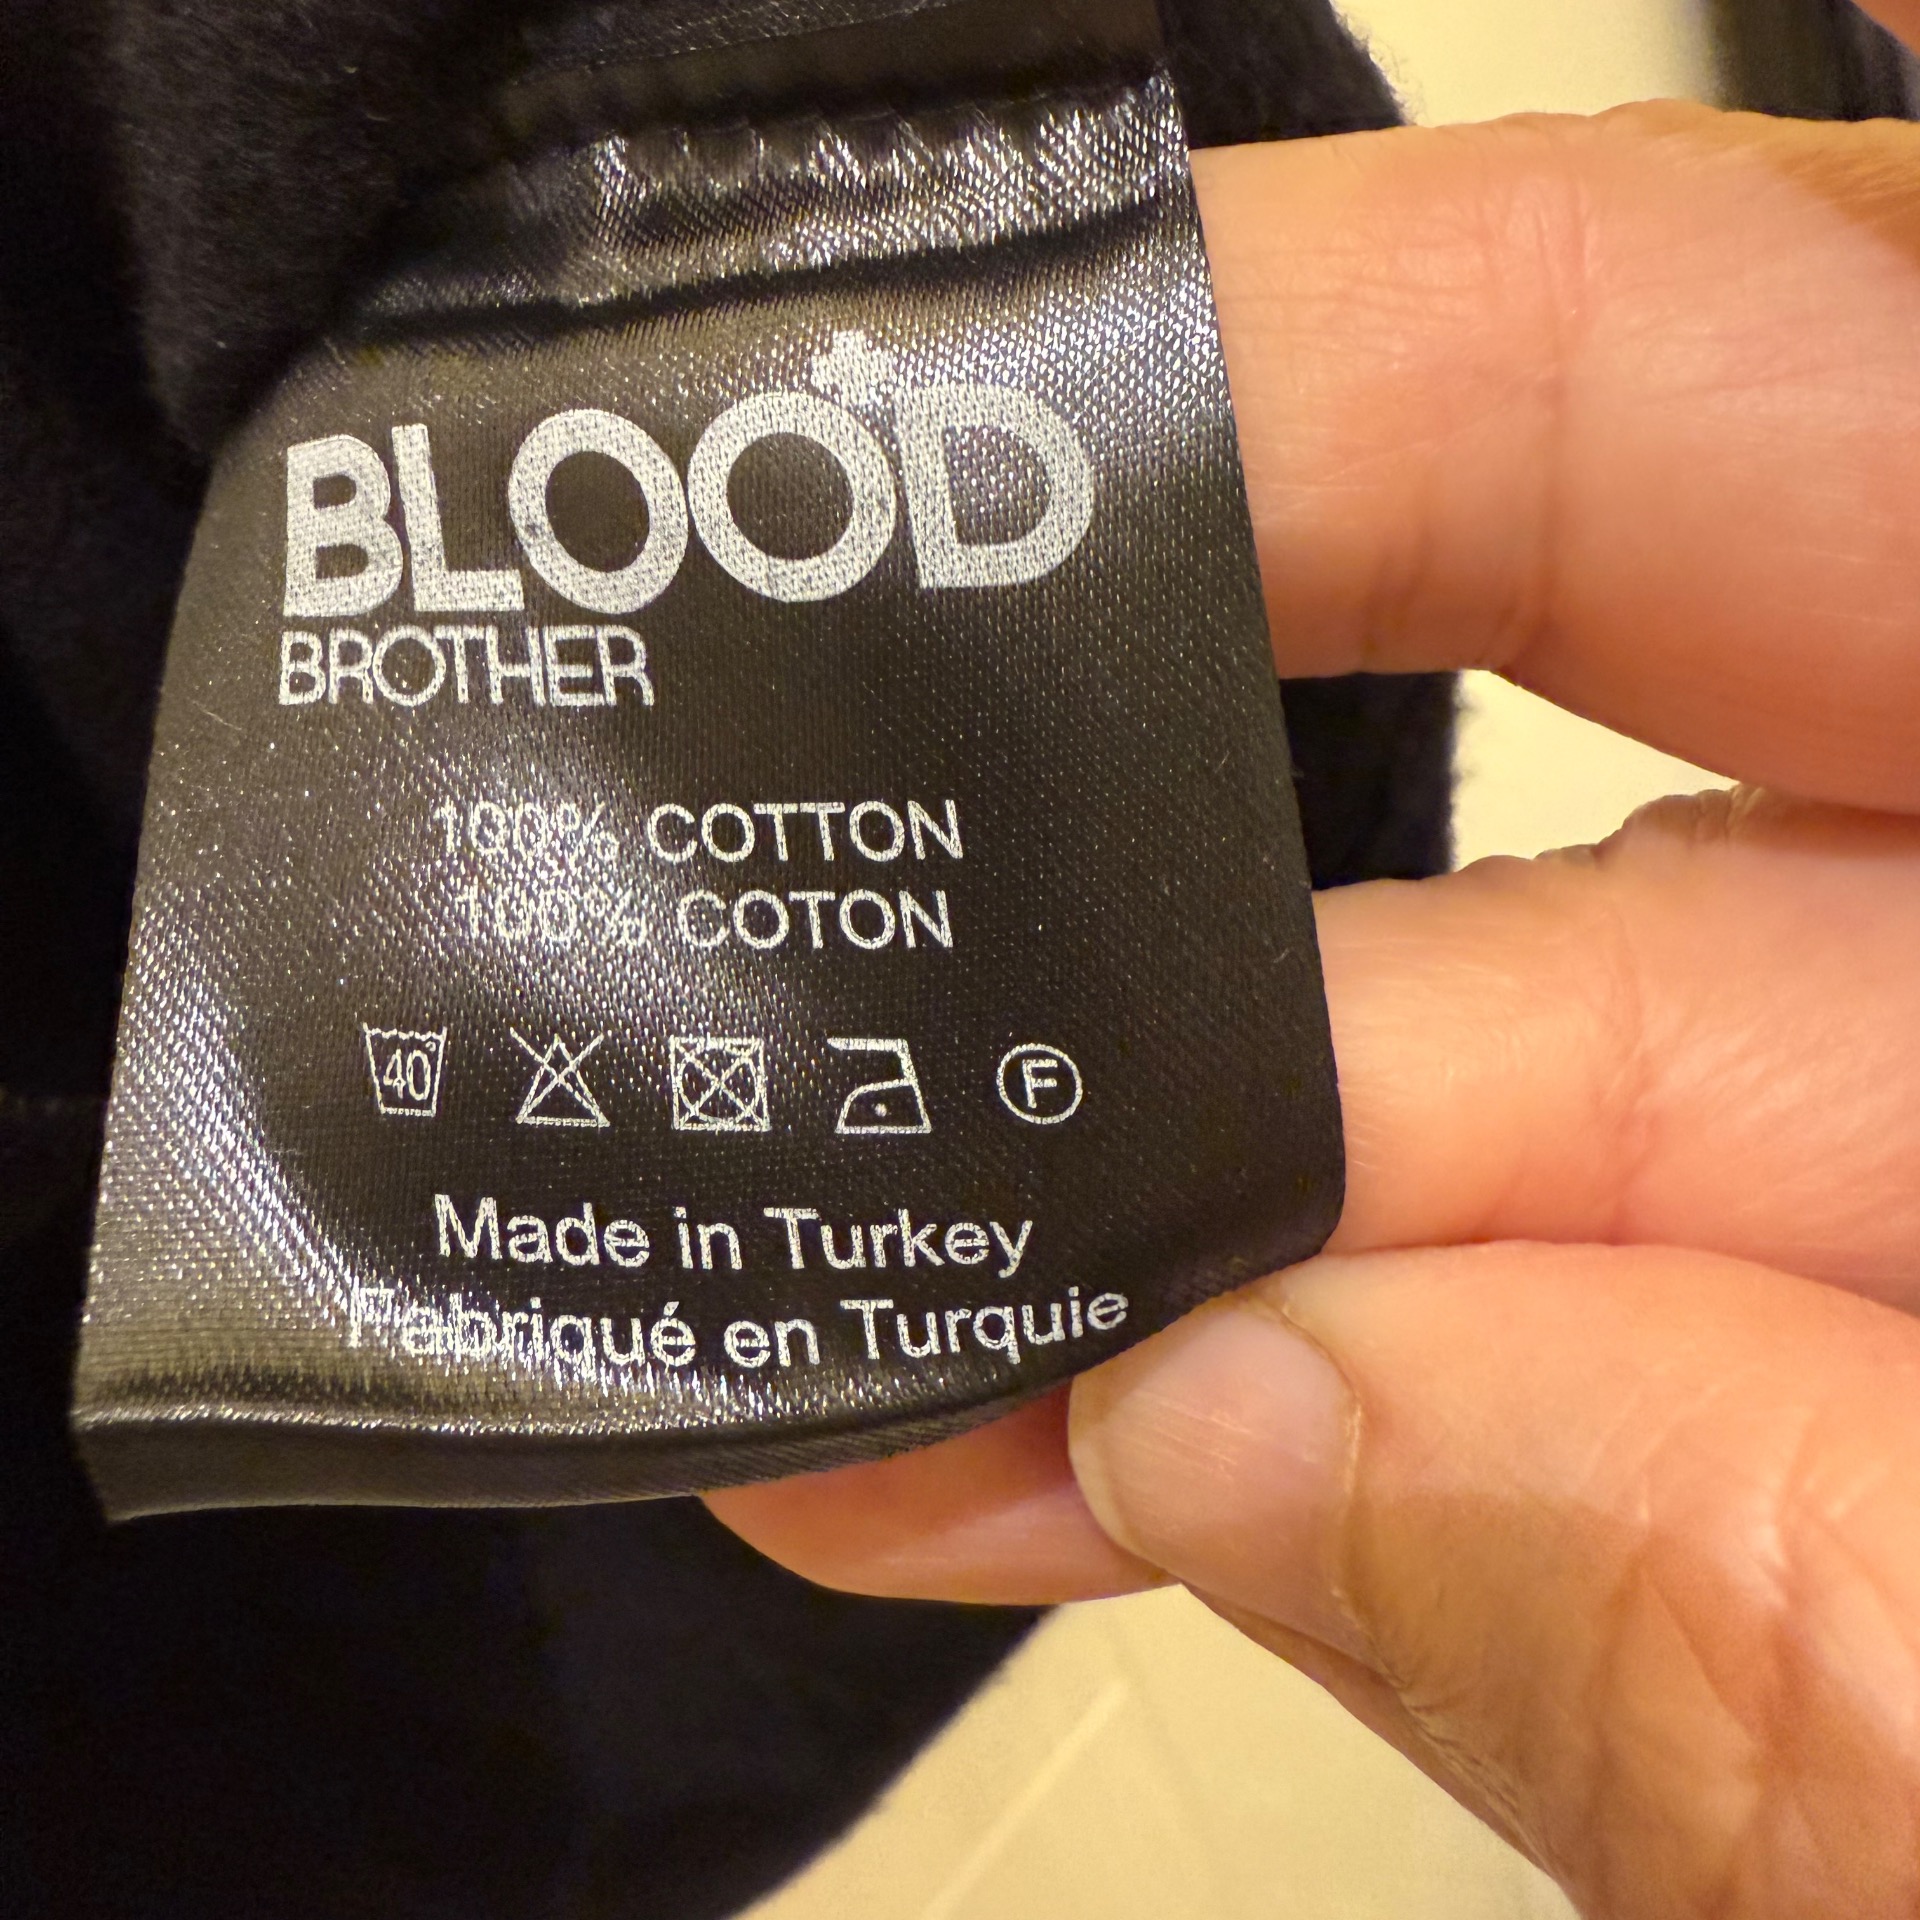 BLOOD
BROTHER
100% COTTON
100% COTON
40° F
Made in Turkey
Fabriqué en Turquie